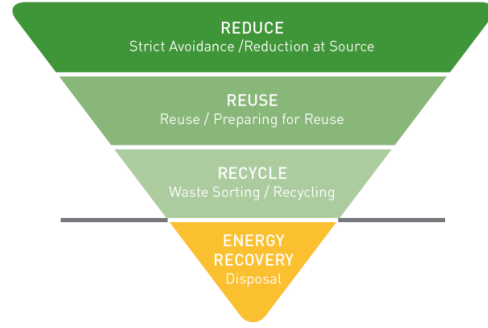 REDUCE
Strict Avoidance /Reduction at Source
REUSE
Reuse / Preparing for Reuse
RECYCLE
Waste Sorting / Recycling
ENERGY
RECOVERY
Disposal